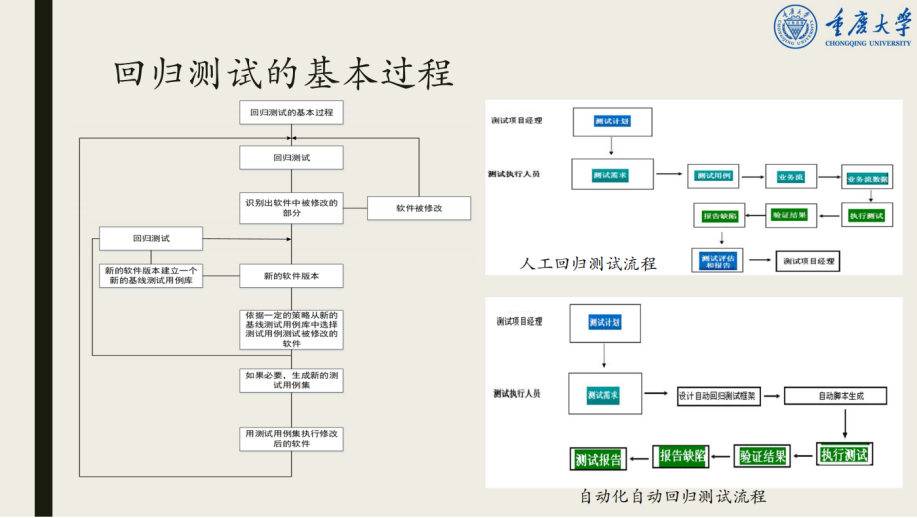 重庆大学
CHONGQING UNIVERSITY
回归测试的基本过程
回归测试的基本过程
回归测试
识别出软件中被修改的
部分
软件被修改
回归测试
新的软件版本建立一个
新的基线测试用例库
新的软件版本
依据一定的策略从新的
基线测试用例库中选择
测试用例测试被修改的
软件
如果必要，生成新的测
试用例集
用测试用例集执行修改
后的软件
测试项目经理
测试计划
测试执行人员
测试需求
测试用例
业务流
业务流数据
报告缺陷
验证结果
执行测试
测试评估
和报告
测试项目经理
人工回归测试流程
测试项目经理
测试计划
测试执行人员
测试需求
设计自动回归测试框架
自动脚本生成
测试报告
报告缺陷
验证结果
执行测试
自动化自动回归测试流程